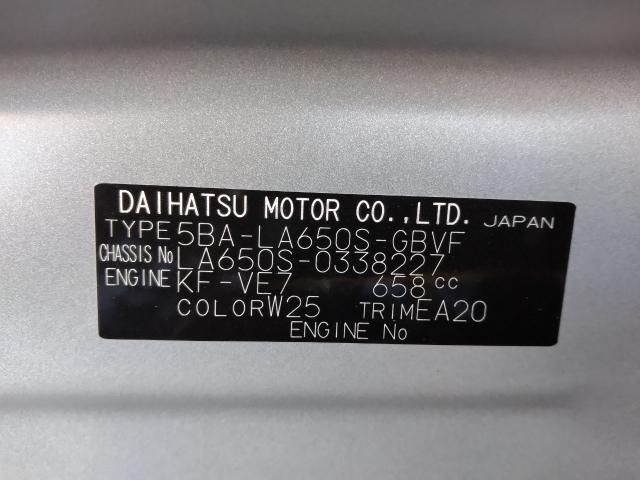 DAIHATSU MOTOR CO.,LTD. JAPAN
TYPE 5BA-LA650S-GBVF
CHASSIS No LA650S-0338227
ENGINE KF-VE7 658 cc
COLOR W25 TRIM EA20
ENGINE No